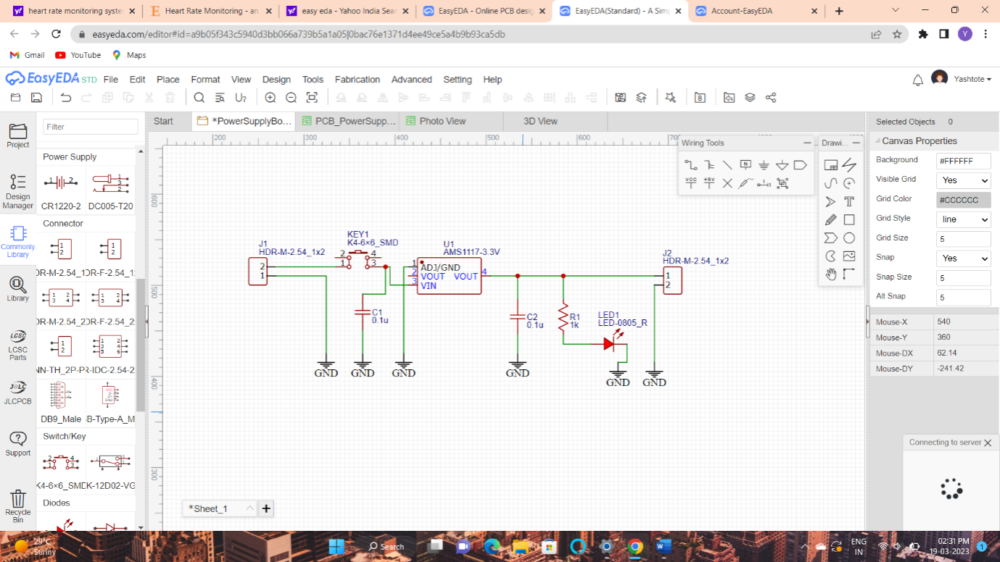 heart rate monitoring syste
Heart Rate Monitoring - an
easy eda - Yahoo India Sea
EasyEDA - Online PCB desig
EasyEDA(Standard) - A Simp
Account-EasyEDA
easyeda.com/editor#id=a9b05f343c5940d3bb066a739b5a1a05|0bac76e1371d4ee49ce5a4b9b93ca5db
Y
Gmail
YouTube
Maps
EasyEDA STD
File
Edit
Place
Format
View
Design
Tools
Fabrication
Advanced
Setting
Help
Yashtote
Project
Design
Manager
Commonly
Library
Library
LCSC
LCSC
Parts
J@LC
JLCPCB
Support
Recycle
Bin
Filter
Power Supply
CR1220-2
DC005-T20
Connector
DR-M-2.54_1
DR-F-2.54_1
DR-M-2.54_2
DR-F-2.54_2
NN-TH_2P-P
R-IDC-2.54-2
DB9_Male
B-Type-A_M
Switch/Key
K4-6×6_SME
K-12D02-VG
Diodes
Start
*PowerSupplyBo...
PCB_PowerSupp...
Photo View
3D View
200
300
400
500
600
700
600
500
400
300
Wiring Tools
N
VCC
+5V
Drawi...
T
J1
HDR-M-2.54_1x2
2
1
KEY1
K4-6×6_SMD
2
4
1
3
U1
AMS1117-3.3V
1
ADJ/GND
2
VOUT
VOUT
4
3
VIN
J2
HDR-M-2.54_1x2
1
2
C1
0.1u
C2
0.1u
R1
1k
LED1
LED-0805_R
GND
GND
GND
GND
GND
GND
*Sheet_1
Selected Objects 0
Canvas Properties
Background #FFFFFF
Visible Grid Yes
Grid Color #CCCCCC
Grid Style line
Grid Size 5
Snap Yes
Snap Size 5
Alt Snap 5
Mouse-X 540
Mouse-Y 360
Mouse-DX 62.14
Mouse-DY -241.42
Connecting to server
29°C
Sunny
Search
ENG
IN
02:31 PM
19-03-2023
1